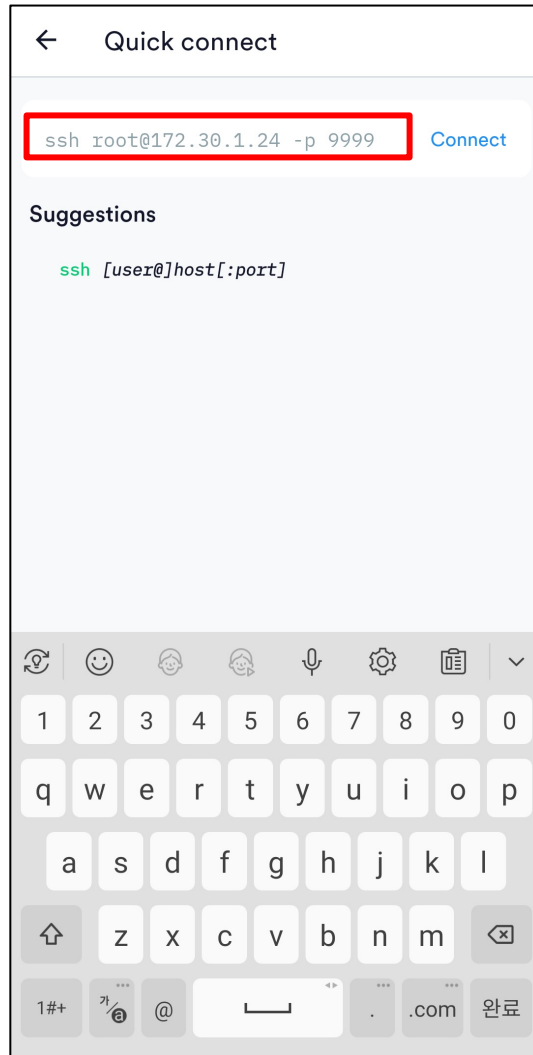 Quick connect
ssh root@172.30.1.24 -p 9999 Connect
Suggestions
ssh [user@]host[:port]
1 2 3 4 5 6 7 8 9 0
q w e r t y u i o p
a s d f g h j k l
z x c v b n m
1#+ 가/a @ . .com 완료